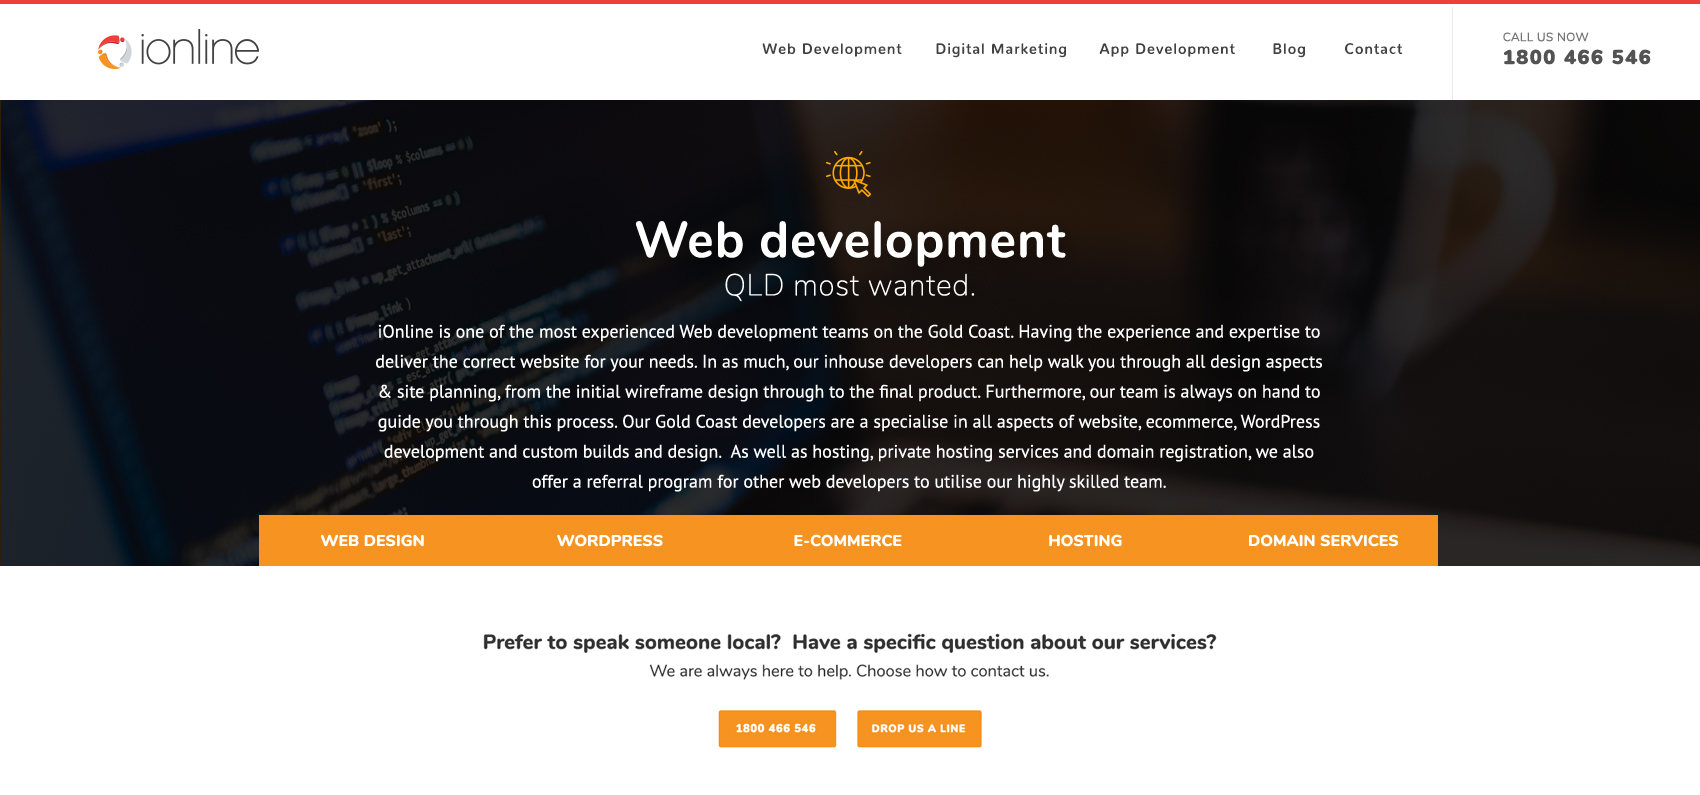 ionline
Web Development
Digital Marketing
App Development
Blog
Contact
CALL US NOW
1800 466 546
Web development
QLD most wanted.
iOnline is one of the most experienced Web development teams on the Gold Coast. Having the experience and expertise to
deliver the correct website for your needs. In as much, our inhouse developers can help walk you through all design aspects
& site planning, from the initial wireframe design through to the final product. Furthermore, our team is always on hand to
guide you through this process. Our Gold Coast developers are a specialise in all aspects of website, ecommerce, WordPress
development and custom builds and design.  As well as hosting, private hosting services and domain registration, we also
offer a referral program for other web developers to utilise our highly skilled team.
WEB DESIGN
WORDPRESS
E-COMMERCE
HOSTING
DOMAIN SERVICES
Prefer to speak someone local?  Have a specific question about our services?
We are always here to help. Choose how to contact us.
1800 466 546
DROP US A LINE